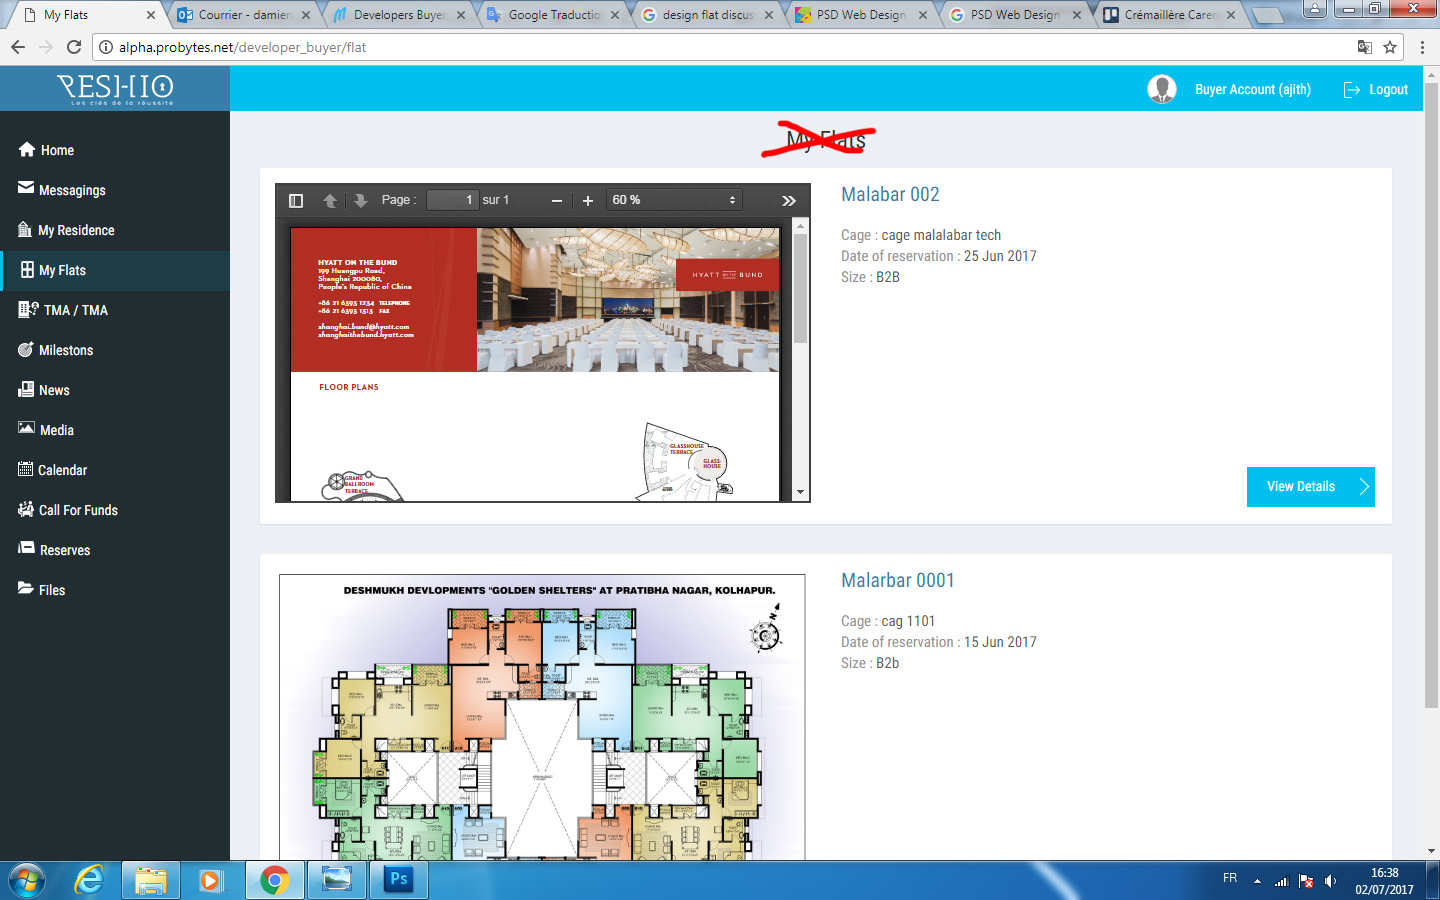 My Flats
Courrier - damien
Developers Buyer
Google Traduction
design flat discus
PSD Web Design
PSD Web Design
Crémaillère Caren
alpha.probytes.net/developer_buyer/flat
RESHIO
Les clés de la réussite
Buyer Account (ajith)
Logout
Home
Messagings
My Residence
My Flats
TMA / TMA
Milestons
News
Media
Calendar
Call For Funds
Reserves
Files
My Flats
Page :
1
sur 1
60 %
HYATT ON THE BUND
199 Huangpu Road,
Shanghai 200080,
People's Republic of China
+86 21 6393 1234 TELEPHONE
+86 21 6393 1313 FAX
shanghai.bund@hyatt.com
shanghaithebund.hyatt.com
HYATT ON THE BUND
FLOOR PLANS
GLASSHOUSE
TERRACE
GLASS-
HOUSE
GRAND
BALLROOM
TERRACE
Malabar 002
Cage : cage malalabar tech
Date of reservation : 25 Jun 2017
Size : B2B
View Details
DESHMUKH DEVLOPMENTS "GOLDEN SHELTERS" AT PRATIBHA NAGAR, KOLHAPUR.
N
Malarbar 0001
Cage : cag 1101
Date of reservation : 15 Jun 2017
Size : B2b
Ps
FR
16:38
02/07/2017